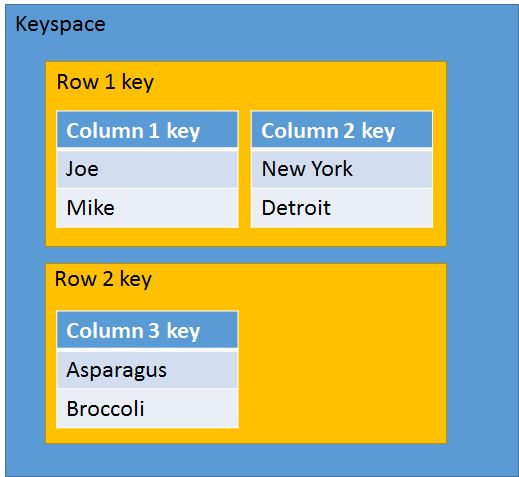 Keyspace
Row 1 key
Column 1 key
Column 2 key
Joe
New York
Mike
Detroit
Row 2 key
Column 3 key
Asparagus
Broccoli